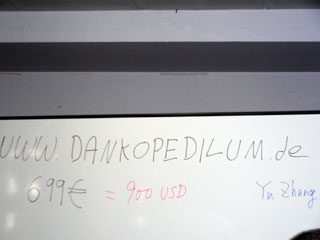 WWW. DANKOPEDILUM.de
699€ = 900 USD Yu Zhang